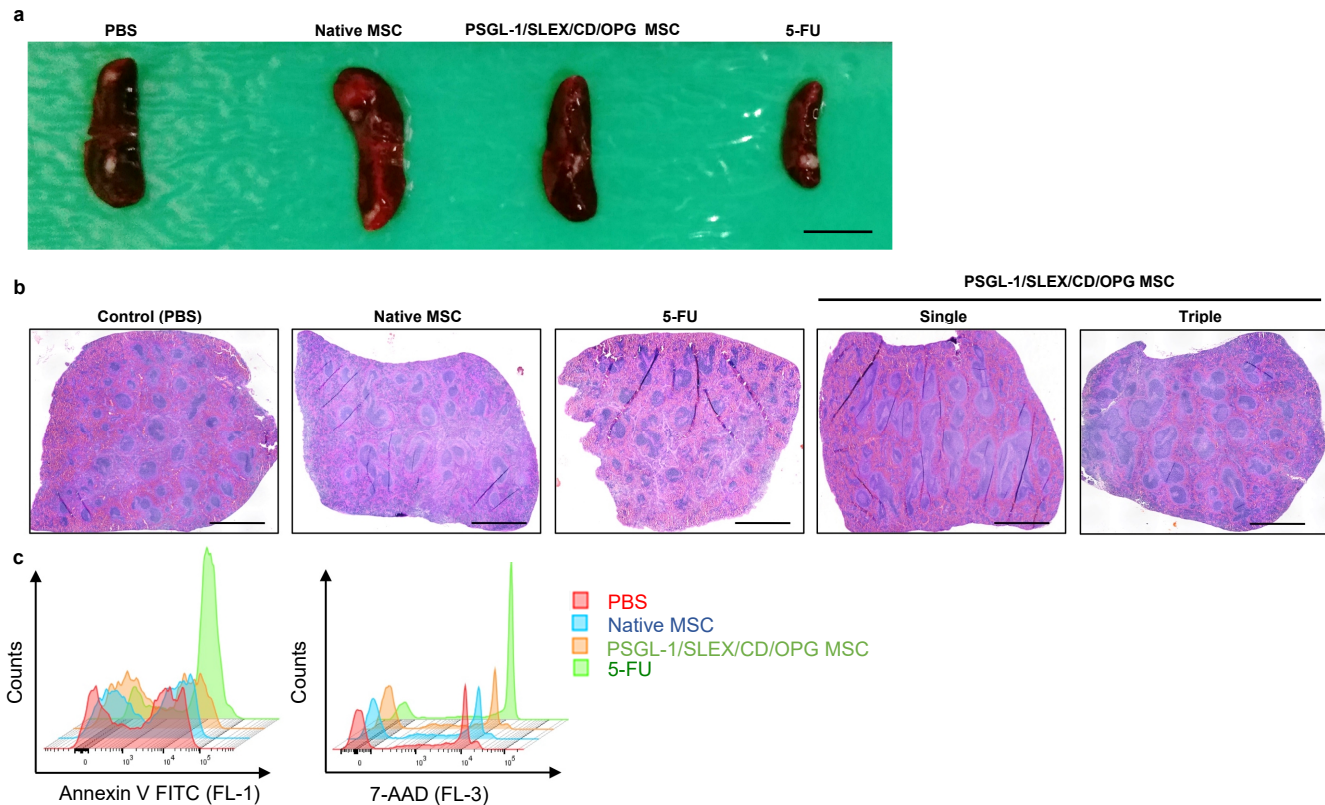 a
PBS
Native MSC
PSGL-1/SLEX/CD/OPG MSC
5-FU
b
PSGL-1/SLEX/CD/OPG MSC
Control (PBS)
Native MSC
5-FU
Single
Triple
c
Counts
0 10³ 10⁴ 10⁵
Annexin V FITC (FL-1)
Counts
0 10³ 10⁴ 10⁵
7-AAD (FL-3)
PBS
Native MSC
PSGL-1/SLEX/CD/OPG MSC
5-FU